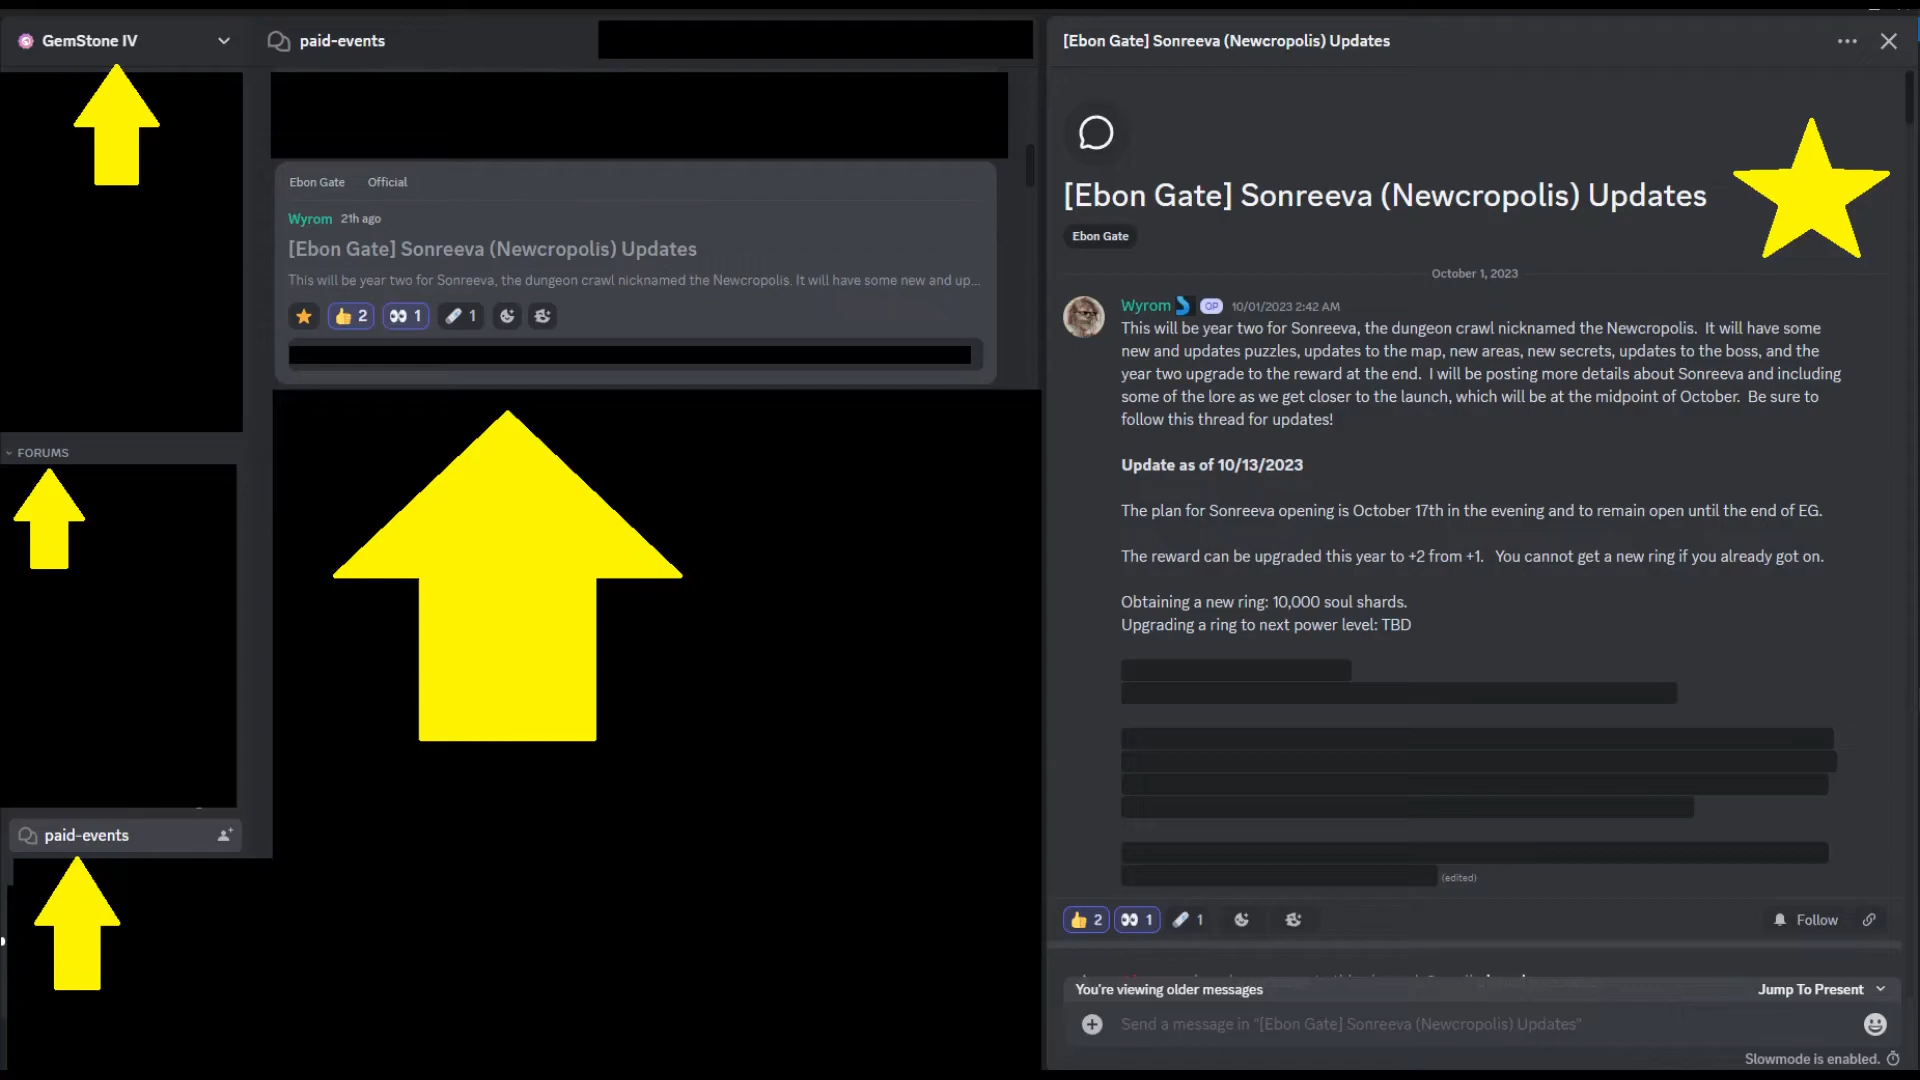 GemStone IV
paid-events
Ebon Gate Official
Wyrom 21h ago
[Ebon Gate] Sonreeva (Newcropolis) Updates
This will be year two for Sonreeva, the dungeon crawl nicknamed the Newcropolis. It will have some new and up...
2 1 1
FORUMS
paid-events
[Ebon Gate] Sonreeva (Newcropolis) Updates
[Ebon Gate] Sonreeva (Newcropolis) Updates
Ebon Gate
October 1, 2023
Wyrom OP 10/01/2023 2:42 AM
This will be year two for Sonreeva, the dungeon crawl nicknamed the Newcropolis. It will have some
new and updates puzzles, updates to the map, new areas, new secrets, updates to the boss, and the
year two upgrade to the reward at the end. I will be posting more details about Sonreeva and including
some of the lore as we get closer to the launch, which will be at the midpoint of October. Be sure to
follow this thread for updates!
Update as of 10/13/2023
The plan for Sonreeva opening is October 17th in the evening and to remain open until the end of EG.
The reward can be upgraded this year to +2 from +1. You cannot get a new ring if you already got on.
Obtaining a new ring: 10,000 soul shards.
Upgrading a ring to next power level: TBD
(edited)
2 1 1 Follow
You're viewing older messages Jump To Present
Send a message in "[Ebon Gate] Sonreeva (Newcropolis) Updates"
Slowmode is enabled.